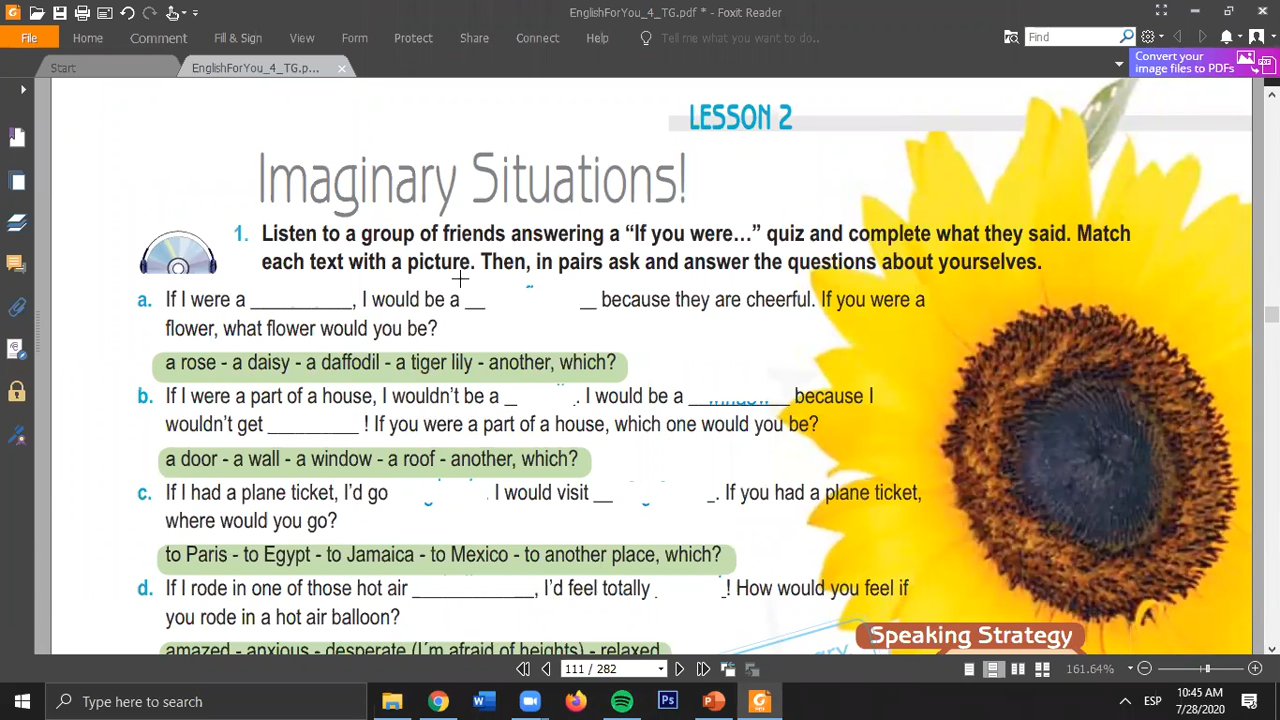 EnglishForYou_4_TG.pdf * - Foxit Reader
File Home Comment Fill & Sign View Form Protect Share Connect Help Tell me what you want to do.. Find
Start EnglishForYou_4_TG.p... Convert your
image files to PDFs
LESSON 2
Imaginary Situations!
1. Listen to a group of friends answering a “If you were…” quiz and complete what they said. Match
each text with a picture. Then, in pairs ask and answer the questions about yourselves.
a. If I were a __________, I would be a __ __ because they are cheerful. If you were a
flower, what flower would you be?
a rose - a daisy - a daffodil - a tiger lily - another, which?
b. If I were a part of a house, I wouldn’t be a _ . I would be a __________ because I
wouldn’t get _________ ! If you were a part of a house, which one would you be?
a door - a wall - a window - a roof - another, which?
c. If I had a plane ticket, I’d go . I would visit __ _. If you had a plane ticket,
where would you go?
to Paris - to Egypt - to Jamaica - to Mexico - to another place, which?
d. If I rode in one of those hot air ____________, I’d feel totally ! How would you feel if
you rode in a hot air balloon?
amazed - anxious - desperate (I´m afraid of heights) - relaxed
Speaking Strategy
111 / 282 161.64%
Type here to search
ESP
10:45 AM
7/28/2020